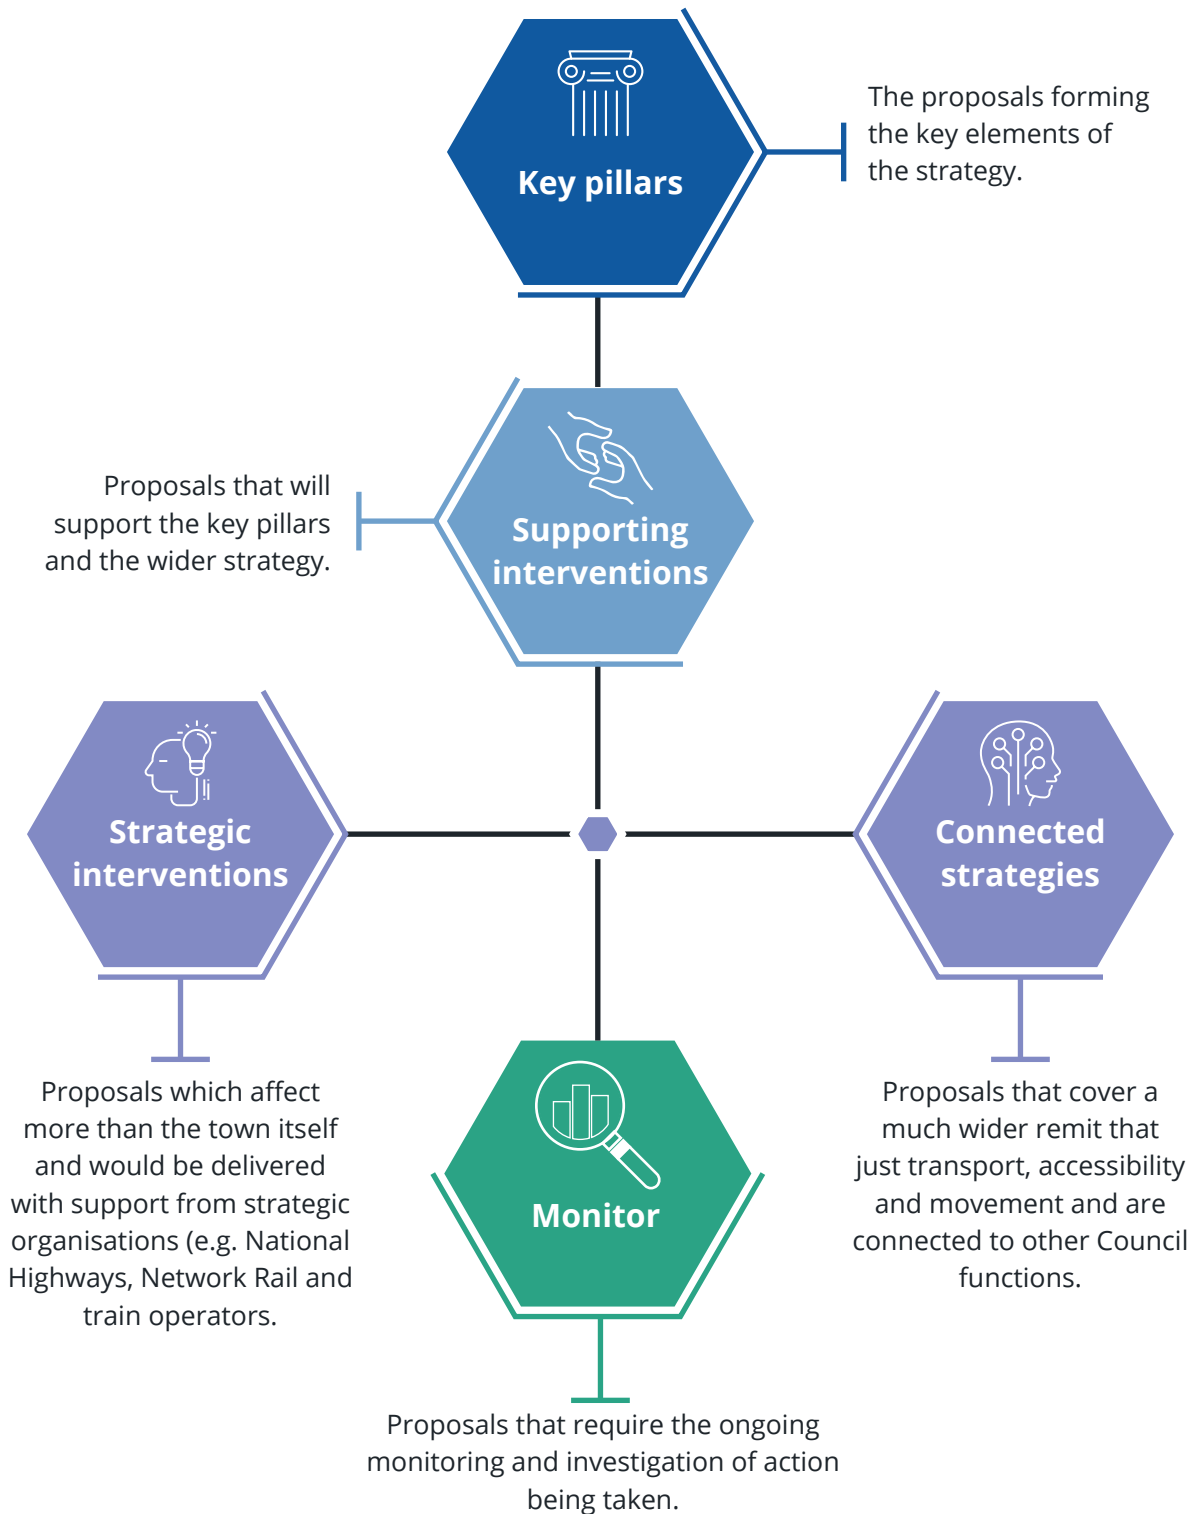 Key pillars
The proposals forming
the key elements of
the strategy.
Supporting
interventions
Proposals that will
support the key pillars
and the wider strategy.
Strategic
interventions
Proposals which affect
more than the town itself
and would be delivered
with support from strategic
organisations (e.g. National
Highways, Network Rail and
train operators.
Connected
strategies
Proposals that cover a
much wider remit that
just transport, accessibility
and movement and are
connected to other Council
functions.
Monitor
Proposals that require the ongoing
monitoring and investigation of action
being taken.